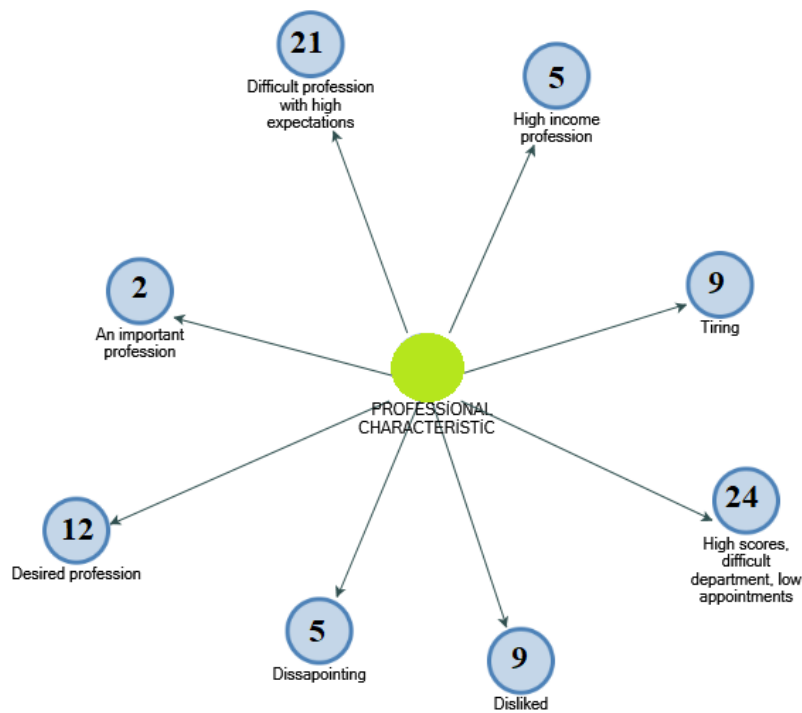 21
Difficult profession
with high
expectations
5
High income
profession
2
An important
profession
9
Tiring
PROFESSİONAL
CHARACTERİSTİC
12
Desired profession
24
High scores,
difficult
department, low
appointments
5
Dissapointing
9
Disliked